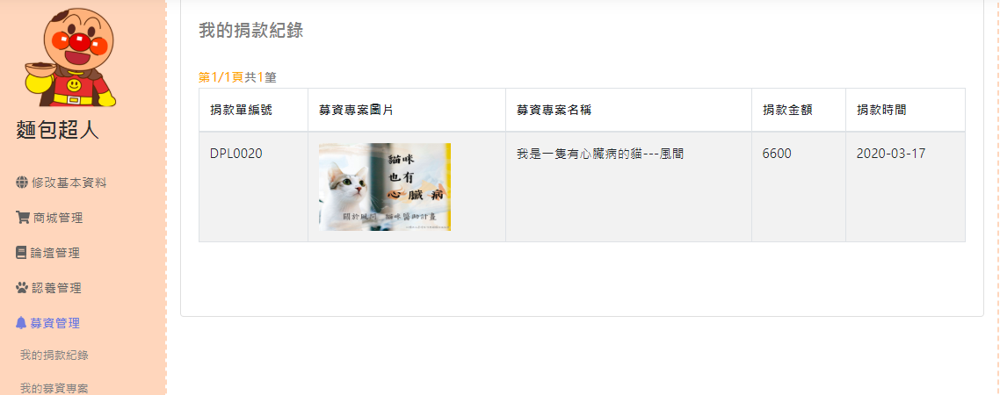 麵包超人
修改基本資料
商城管理
論壇管理
認養管理
募資管理
我的捐款紀錄
我的募資專案
我的捐款紀錄
第1/1頁共1筆
捐款單編號 募資專案圖片 募資專案名稱 捐款金額 捐款時間
DPL0020 我是一隻有心臟病的貓---風間 6600 2020-03-17
貓咪
也有
心臟病
關於風間 貓咪醫助計畫